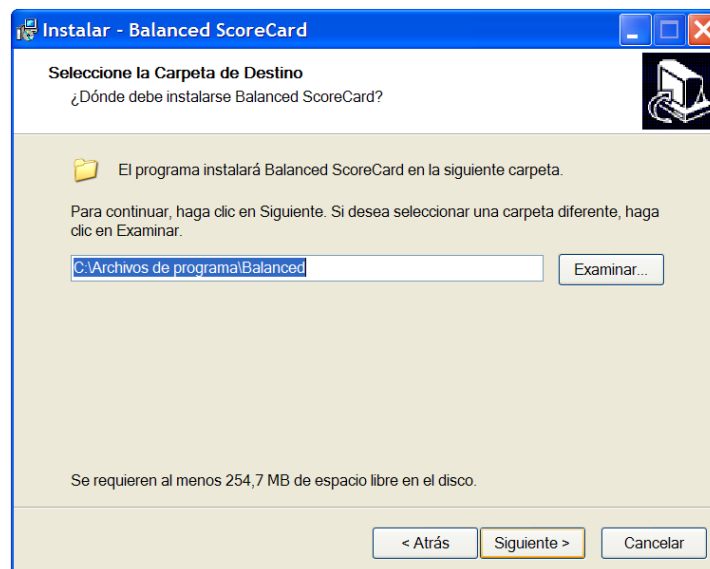 Instalar - Balanced ScoreCard
Seleccione la Carpeta de Destino
¿Dónde debe instalarse Balanced ScoreCard?
El programa instalará Balanced ScoreCard en la siguiente carpeta.
Para continuar, haga clic en Siguiente. Si desea seleccionar una carpeta diferente, haga
clic en Examinar.
C:\Archivos de programa\Balanced
Examinar...
Se requieren al menos 254,7 MB de espacio libre en el disco.
< Atrás
Siguiente >
Cancelar